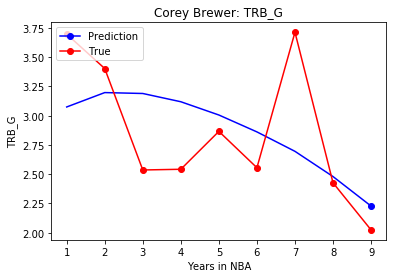 Corey Brewer: TRB_G
Prediction
True
3.75
3.50
3.25
3.00
2.75
2.50
2.25
2.00
TRB_G
1 2 3 4 5 6 7 8 9
Years in NBA